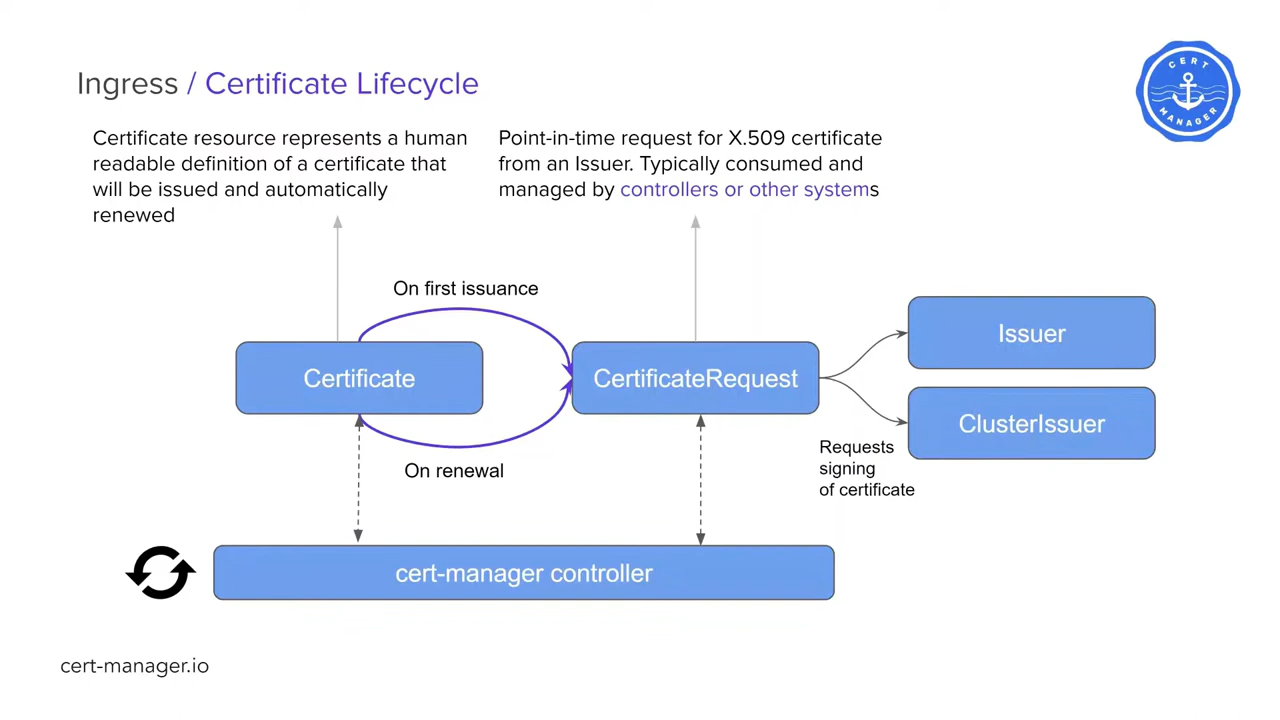 Ingress / Certificate Lifecycle
CERT
MANAGER
Certificate resource represents a human
readable definition of a certificate that
will be issued and automatically
renewed
Point-in-time request for X.509 certificate
from an Issuer. Typically consumed and
managed by controllers or other systems
On first issuance
Certificate
CertificateRequest
Issuer
ClusterIssuer
On renewal
Requests
signing
of certificate
cert-manager controller
cert-manager.io